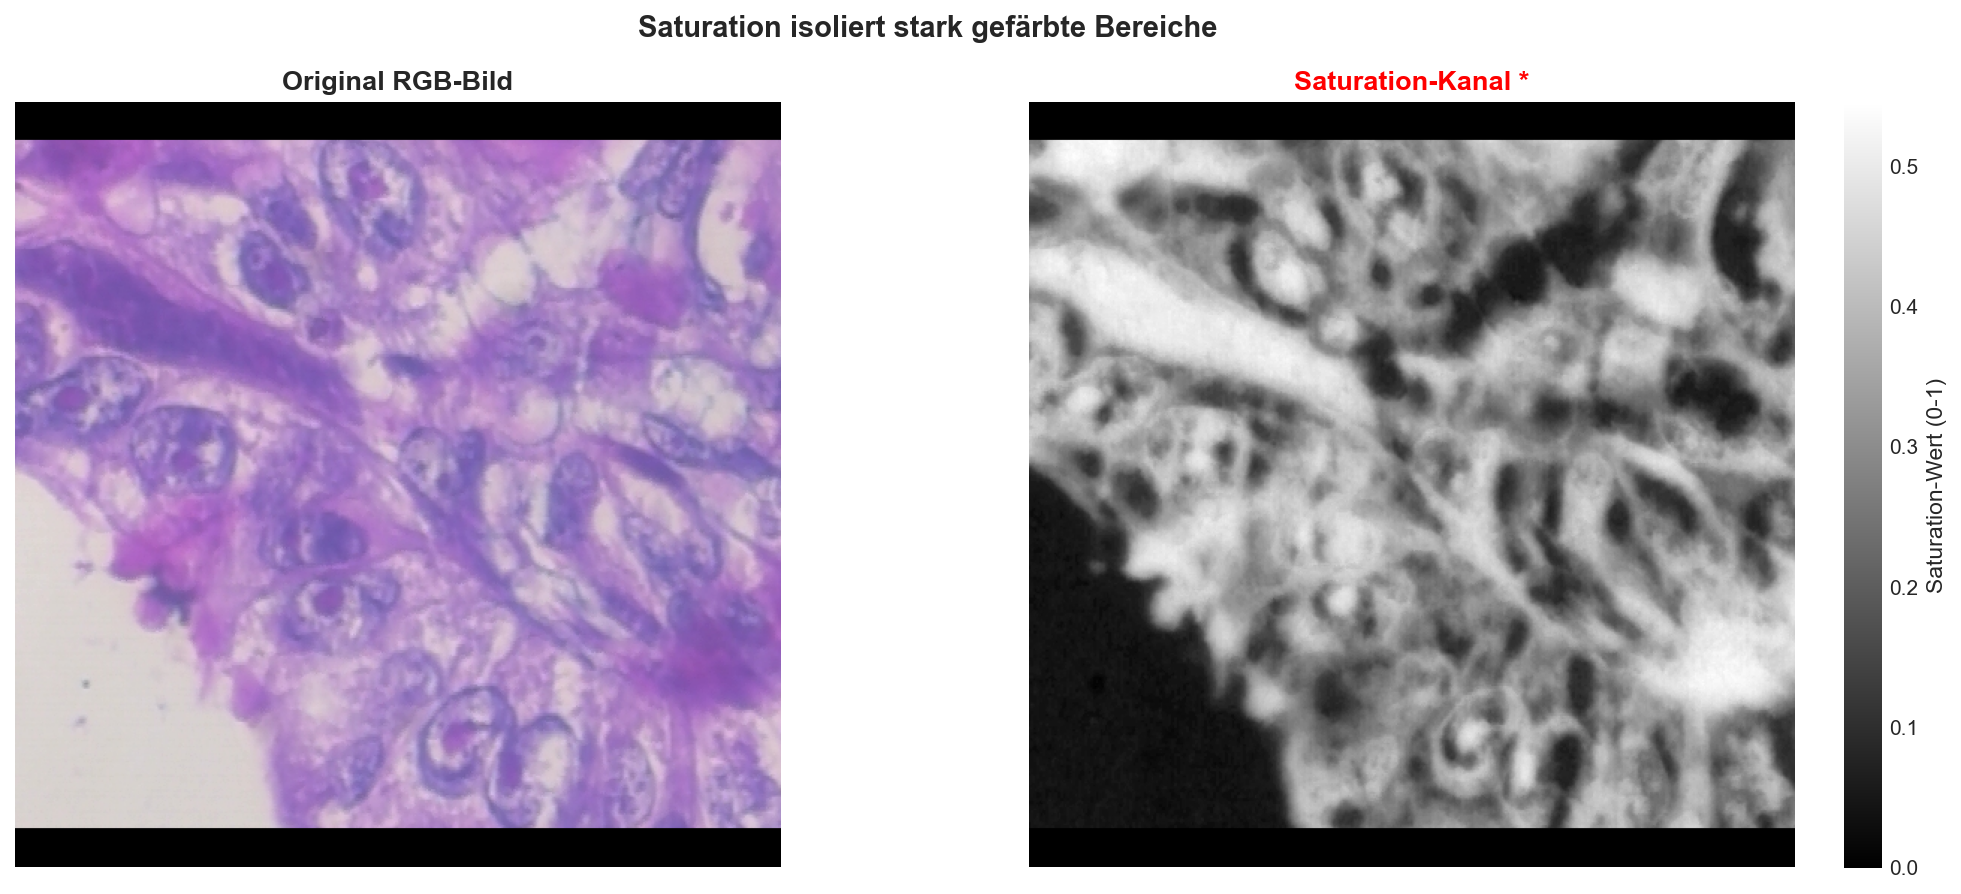 Saturation isoliert stark gefärbte Bereiche
Original RGB-Bild
Saturation-Kanal *
0.5
0.4
0.3
0.2
0.1
0.0
Saturation-Wert (0-1)